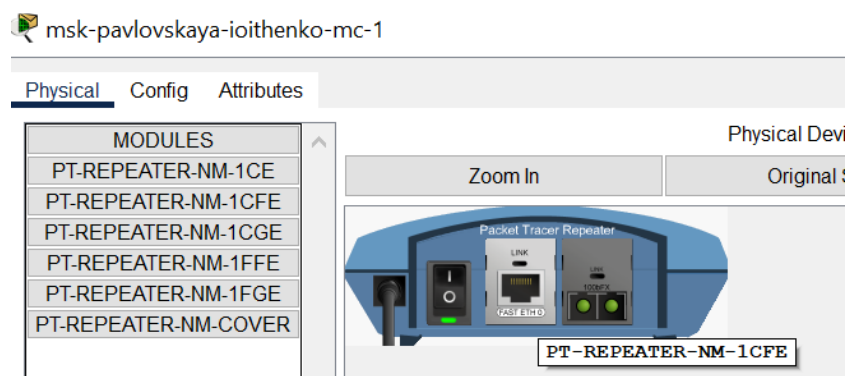 msk-pavlovskaya-ioithenko-mc-1
Physical Config Attributes
MODULES
PT-REPEATER-NM-1CE
PT-REPEATER-NM-1CFE
PT-REPEATER-NM-1CGE
PT-REPEATER-NM-1FFE
PT-REPEATER-NM-1FGE
PT-REPEATER-NM-COVER
Physical Devi
Zoom In Original S
Packet Tracer Repeater
LINK
FAST ETH 0
LINK
100bFX
PT-REPEATER-NM-1CFE